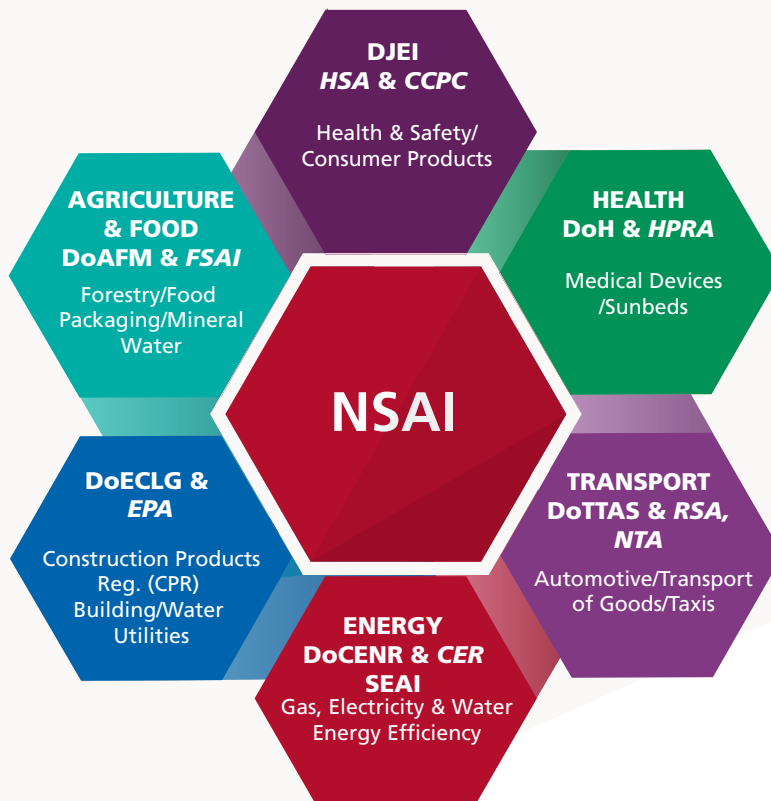 DJEI
HSA & CCPC
Health & Safety/
Consumer Products
AGRICULTURE
& FOOD
DoAFM & FSAI
Forestry/Food
Packaging/Mineral
Water
HEALTH
DoH & HPRA
Medical Devices
/Sunbeds
NSAI
DoECLG &
EPA
Construction Products
Reg. (CPR)
Building/Water
Utilities
TRANSPORT
DoTTAS & RSA,
NTA
Automotive/Transport
of Goods/Taxis
ENERGY
DoCENR & CER
SEAI
Gas, Electricity & Water
Energy Efficiency